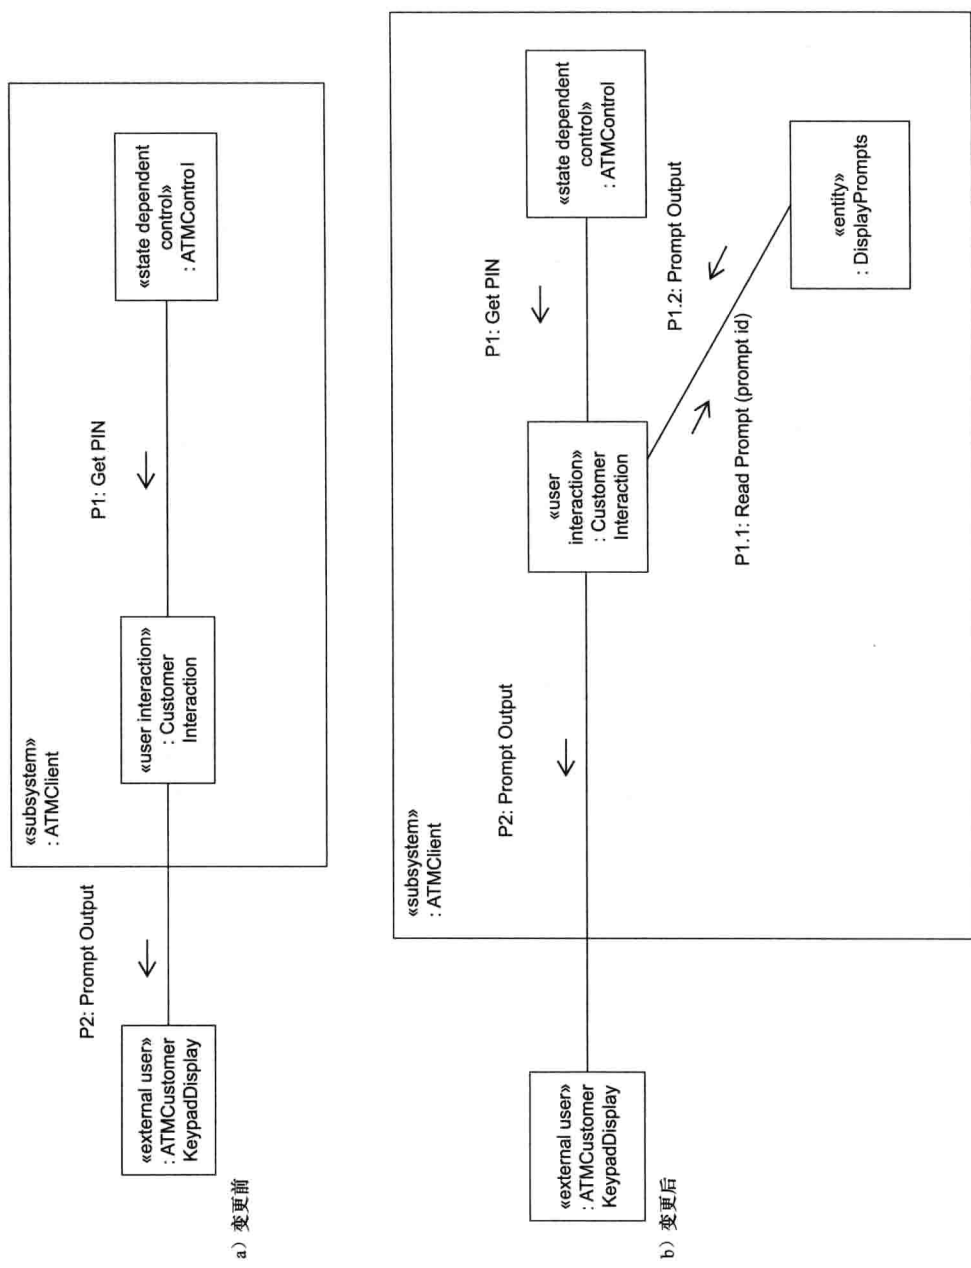 «subsystem»
: ATMClient
«external user»
: ATMCustomer
KeypadDisplay
P2: Prompt Output
«user interaction»
: Customer
Interaction
P1: Get PIN
«state dependent
control»
: ATMControl
a）变更前
«subsystem»
: ATMClient
«external user»
: ATMCustomer
KeypadDisplay
P2: Prompt Output
«user
interaction»
: Customer
Interaction
P1: Get PIN
«state dependent
control»
: ATMControl
P1.2: Prompt Output
P1.1: Read Prompt (prompt id)
«entity»
: DisplayPrompts
b）变更后